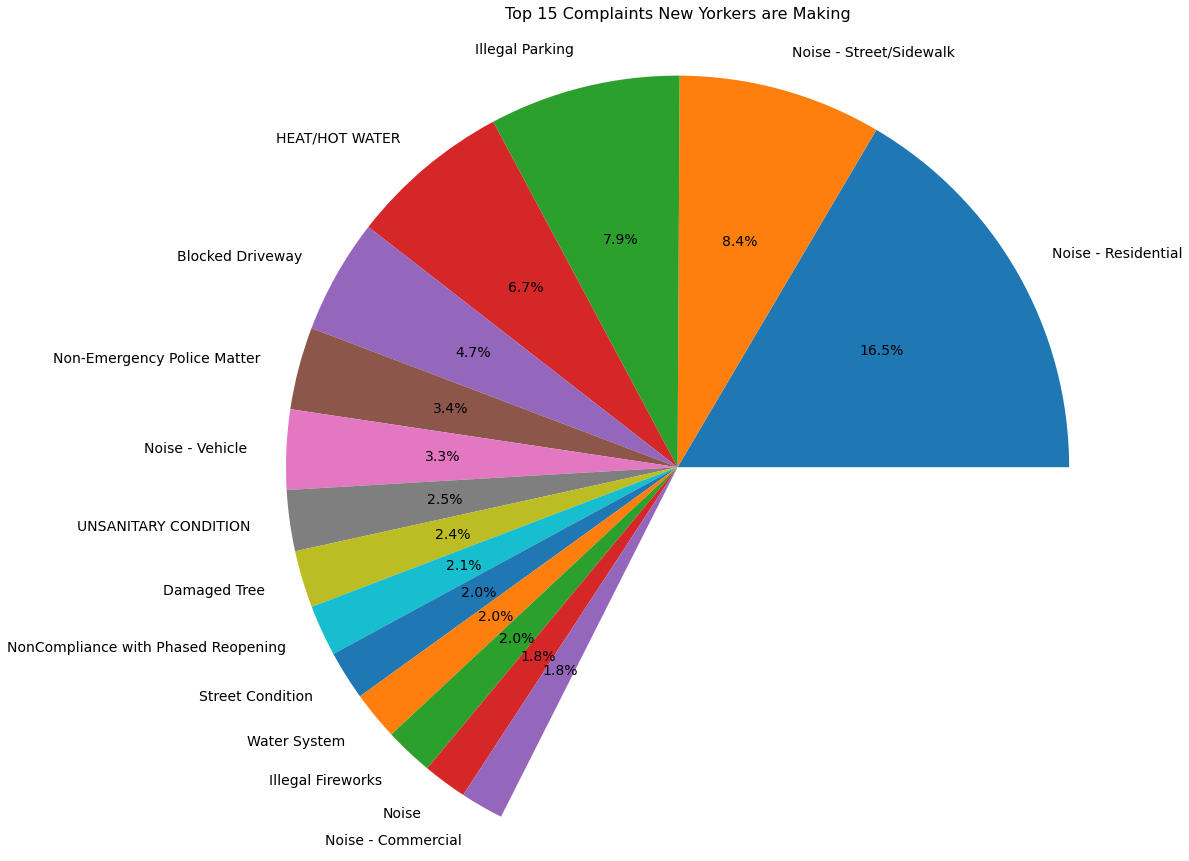 Top 15 Complaints New Yorkers are Making
Illegal Parking
Noise - Street/Sidewalk
HEAT/HOT WATER
7.9%
8.4%
Blocked Driveway
Noise - Residential
6.7%
16.5%
Non-Emergency Police Matter
4.7%
3.4%
Noise - Vehicle
3.3%
2.5%
UNSANITARY CONDITION
2.4%
2.1%
Damaged Tree
2.0%
2.0%
NonCompliance with Phased Reopening
2.0%
1.8%
1.8%
Street Condition
Water System
Illegal Fireworks
Noise
Noise - Commercial